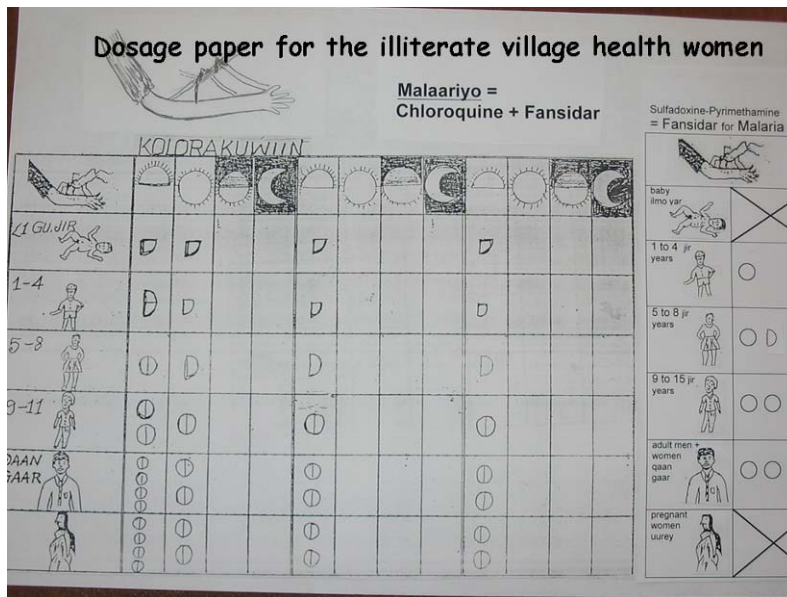 Dosage paper for the illiterate village health women
Malaariyo =
Chloroquine + Fansidar
Sulfadoxine-Pyrimethamine
= Fansidar for Malaria
KOLORAKUWIIN
<1 GU.JIR
1-4
5-8
9-11
QAAN
GAAR
baby
ilmo yar
1 to 4 jir
years
5 to 8 jir
years
9 to 15 jir
years
adult men +
women
qaan
gaar
pregnant
women
uurey